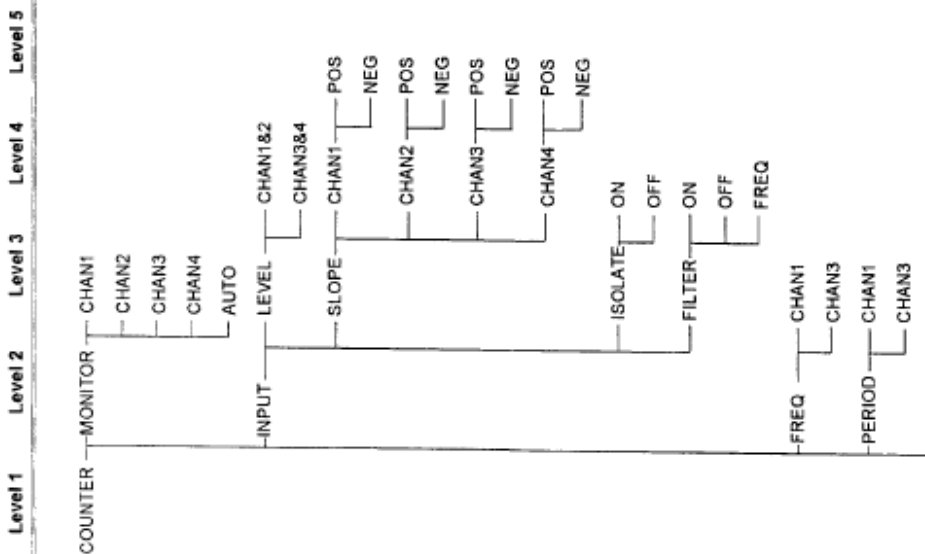 Level 1 Level 2 Level 3 Level 4 Level 5
COUNTER MONITOR CHAN1
CHAN2
CHAN3
CHAN4
AUTO
INPUT LEVEL CHAN1&2
CHAN3&4
SLOPE CHAN1 POS
NEG
CHAN2 POS
NEG
CHAN3 POS
NEG
CHAN4 POS
NEG
ISOLATE ON
OFF
FILTER ON
OFF
FREQ
FREQ CHAN1
CHAN3
PERIOD CHAN1
CHAN3